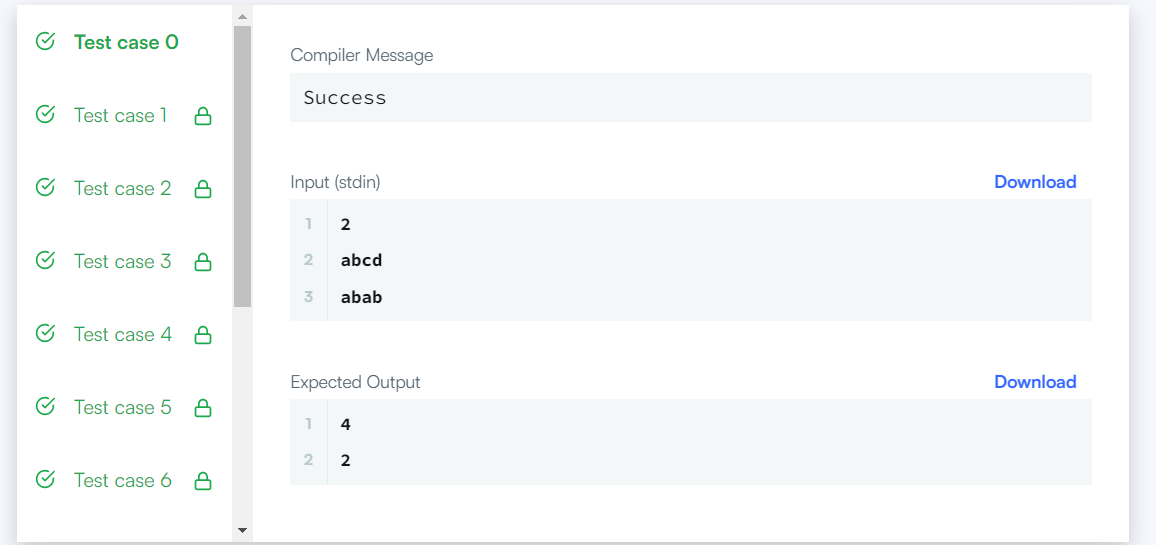 Test case 0
Test case 1
Test case 2
Test case 3
Test case 4
Test case 5
Test case 6
Compiler Message
Success
Input (stdin)
Download
1 2
2 abcd
3 abab
Expected Output
Download
1 4
2 2